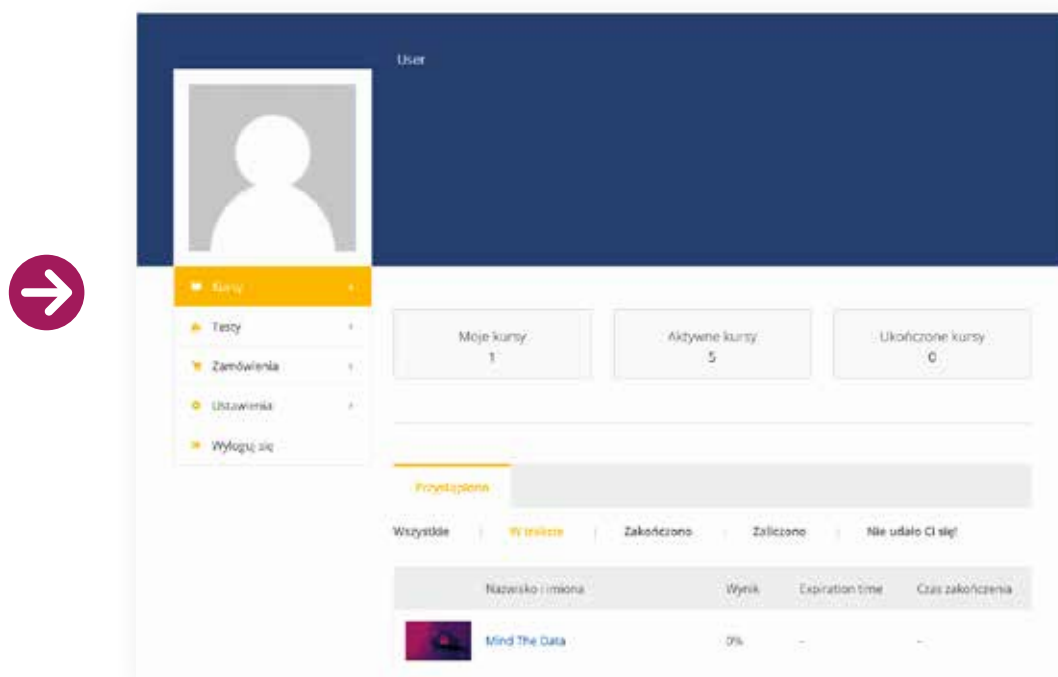 User
Kursy
Testy
Zamówienia
Ustawienia
Wyloguj się
Moje kursy
1
Aktywne kursy
5
Ukończone kursy
0
Przystąpiono
Wszystkie | W trakcie | Zakończono | Zaliczono | Nie udało Ci się!
Nazwisko i imiona Wynik Expiration time Czas zakończenia
Mind The Data 0% - -